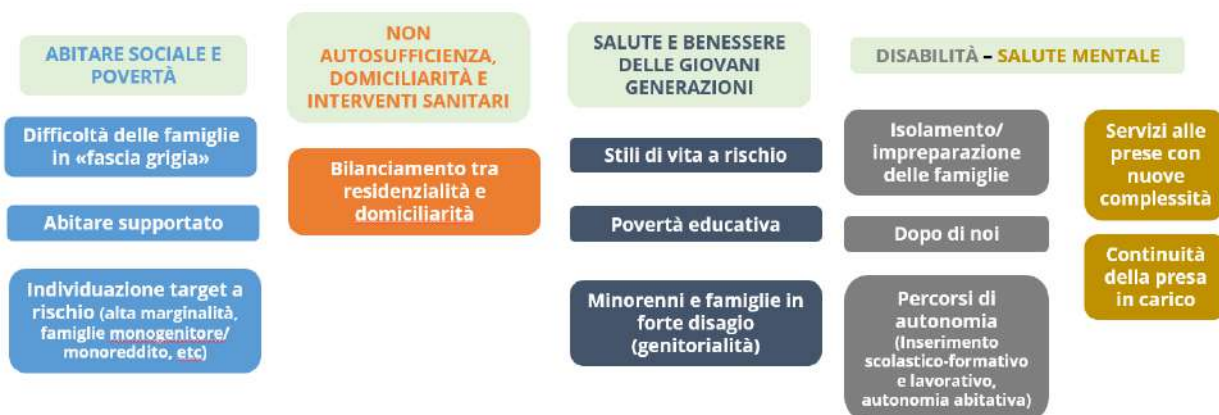 ABITARE SOCIALE E
POVERTÀ
Difficoltà delle famiglie
in «fascia grigia»
Abitare supportato
Individuazione target a
rischio (alta marginalità,
famiglie monogenitore/
monoreddito, etc)
NON
AUTOSUFFICIENZA,
DOMICILIARITÀ E
INTERVENTI SANITARI
Bilanciamento tra
residenzialità e
domiciliarità
SALUTE E BENESSERE
DELLE GIOVANI
GENERAZIONI
Stili di vita a rischio
Povertà educativa
Minorenni e famiglie in
forte disagio
(genitorialità)
DISABILITÀ – SALUTE MENTALE
Isolamento/
impreparazione
delle famiglie
Dopo di noi
Percorsi di
autonomia
(Inserimento
scolastico-formativo
e lavorativo,
autonomia abitativa)
Servizi alle
prese con
nuove
complessità
Continuità
della presa
in carico